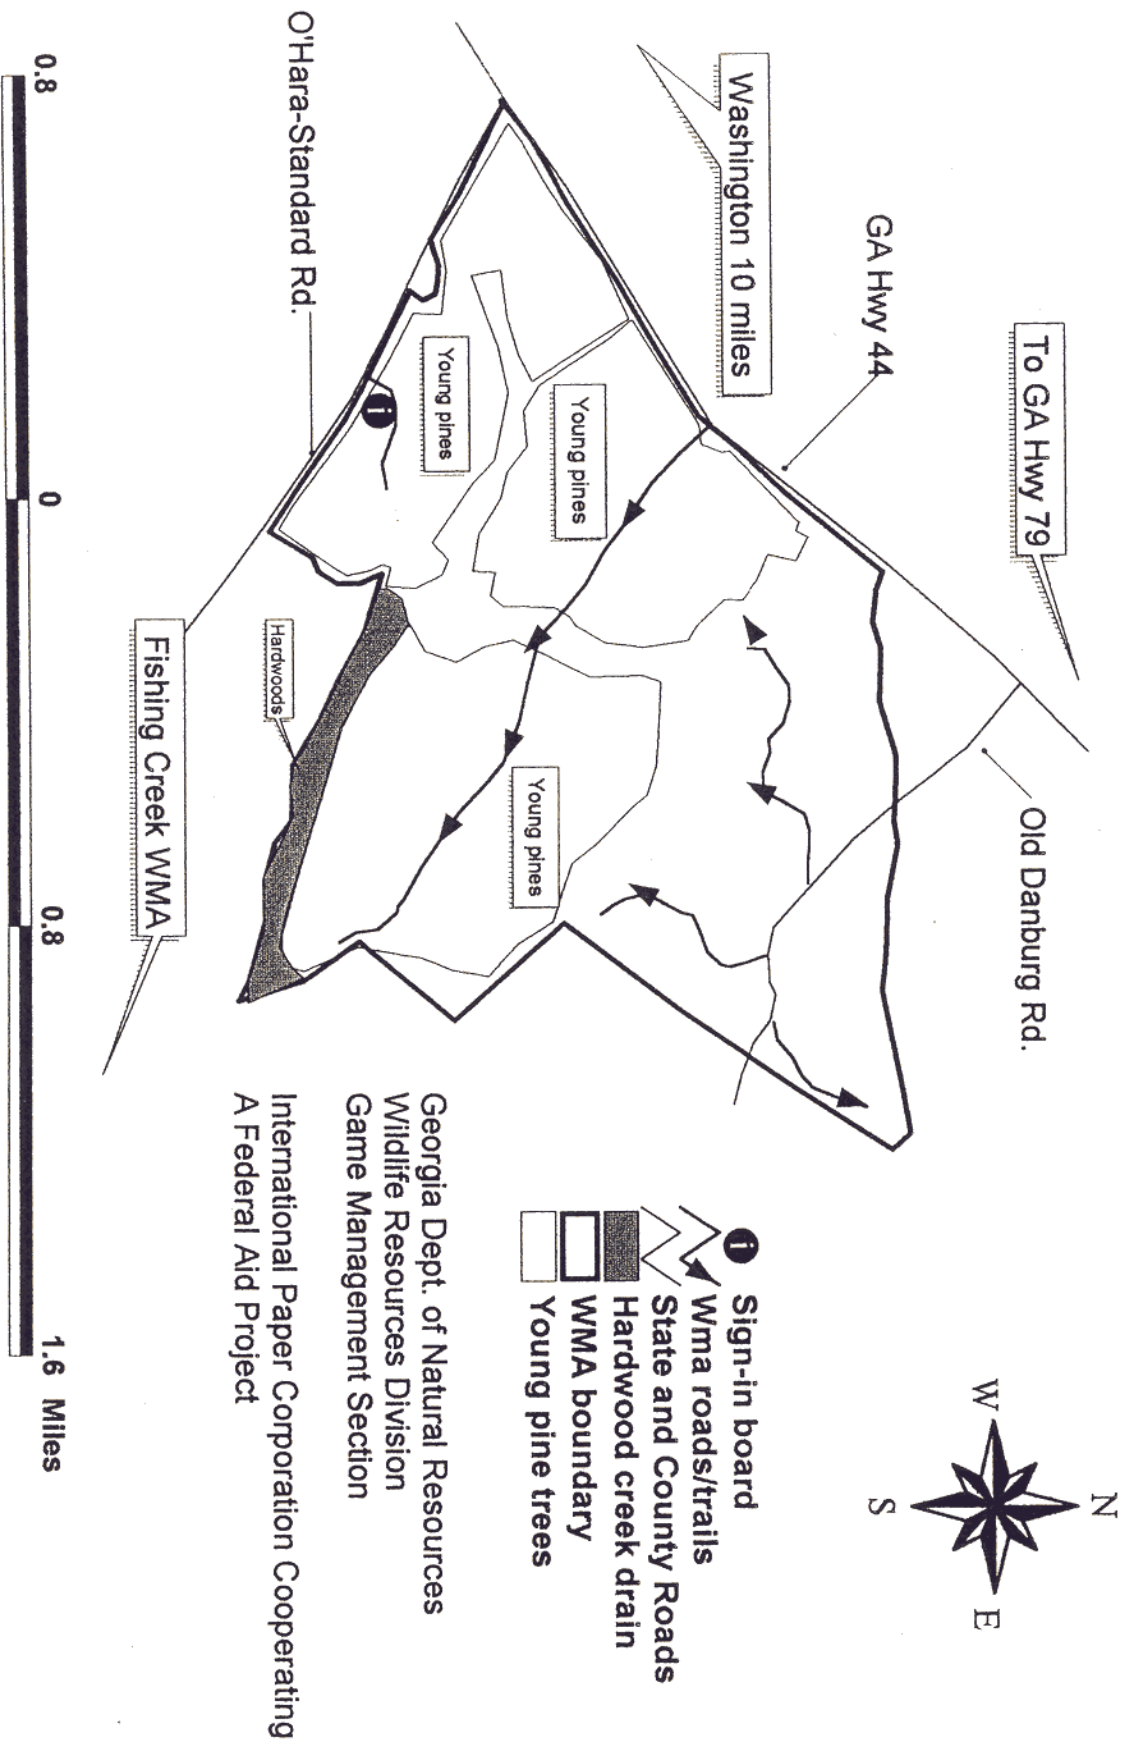 To GA Hwy 79
GA Hwy 44
Washington 10 miles
Old Danburg Rd.
Young pines
Young pines
Young pines
i
O'Hara-Standard Rd.
Hardwoods
Fishing Creek WMA
N
W
E
S
i Sign-in board
Wma roads/trails
State and County Roads
Hardwood creek drain
WMA boundary
Young pine trees
Georgia Dept. of Natural Resources
Wildlife Resources Division
Game Management Section
International Paper Corporation Cooperating
A Federal Aid Project
0.8 0 0.8 1.6 Miles